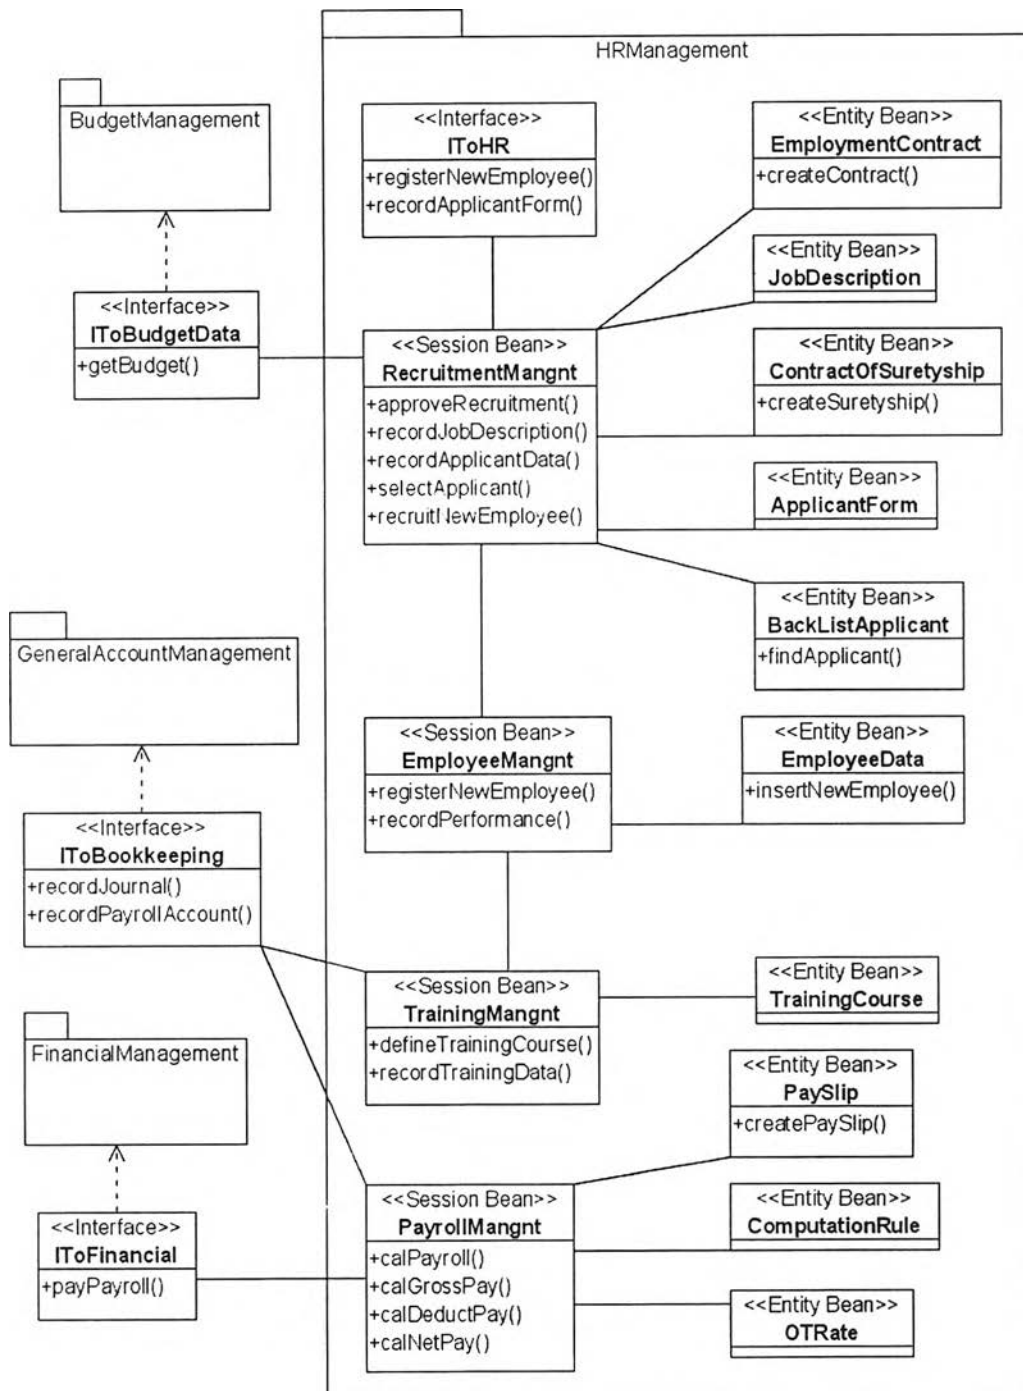 HRManagement
BudgetManagement
<<Interface>>
IToHR
+registerNewEmployee()
+recordApplicantForm()
<<Entity Bean>>
EmploymentContract
+createContract()
<<Entity Bean>>
JobDescription
<<Interface>>
IToBudgetData
+getBudget()
<<Session Bean>>
RecruitmentMangnt
+approveRecruitment()
+recordJobDescription()
+recordApplicantData()
+selectApplicant()
+recruitNewEmployee()
<<Entity Bean>>
ContractOfSuretyship
+createSuretyship()
<<Entity Bean>>
ApplicantForm
<<Entity Bean>>
BackListApplicant
+findApplicant()
GeneralAccountManagement
<<Session Bean>>
EmployeeMangnt
+registerNewEmployee()
+recordPerformance()
<<Entity Bean>>
EmployeeData
+insertNewEmployee()
<<Interface>>
IToBookkeeping
+recordJournal()
+recordPayrollAccount()
<<Session Bean>>
TrainingMangnt
+defineTrainingCourse()
+recordTrainingData()
<<Entity Bean>>
TrainingCourse
FinancialManagement
<<Entity Bean>>
PaySlip
+createPaySlip()
<<Interface>>
IToFinancial
+payPayroll()
<<Session Bean>>
PayrollMangnt
+calPayroll()
+calGrossPay()
+calDeductPay()
+calNetPay()
<<Entity Bean>>
ComputationRule
<<Entity Bean>>
OTRate